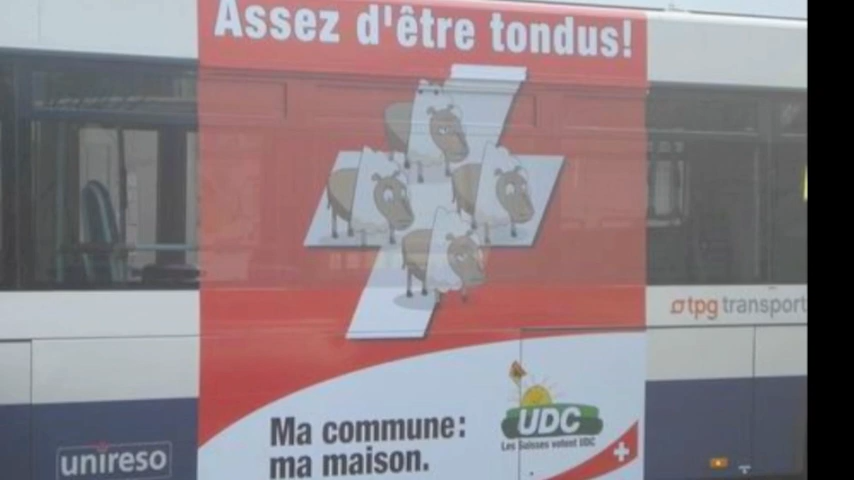 Assez d'être tondus!
tpg transport
UDC
Les Suisses votent UDC
Ma commune:
ma maison.
unireso